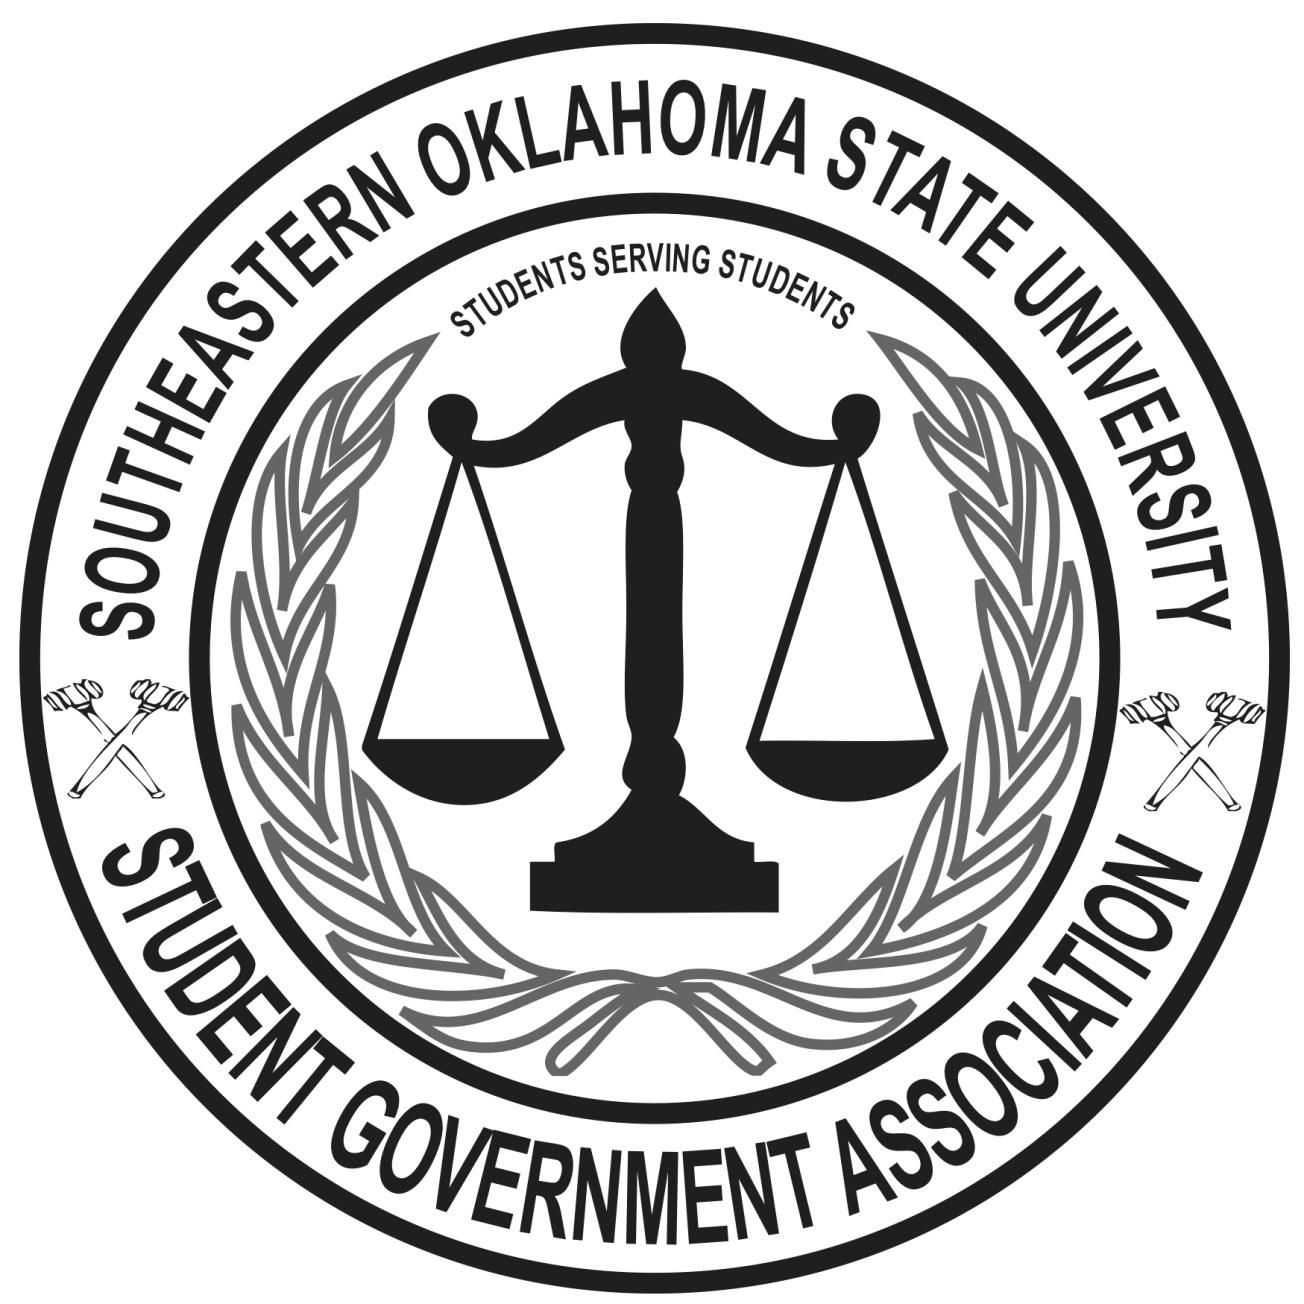 SOUTHEASTERN OKLAHOMA STATE UNIVERSITY
STUDENTS SERVING STUDENTS
STUDENT GOVERNMENT ASSOCIATION